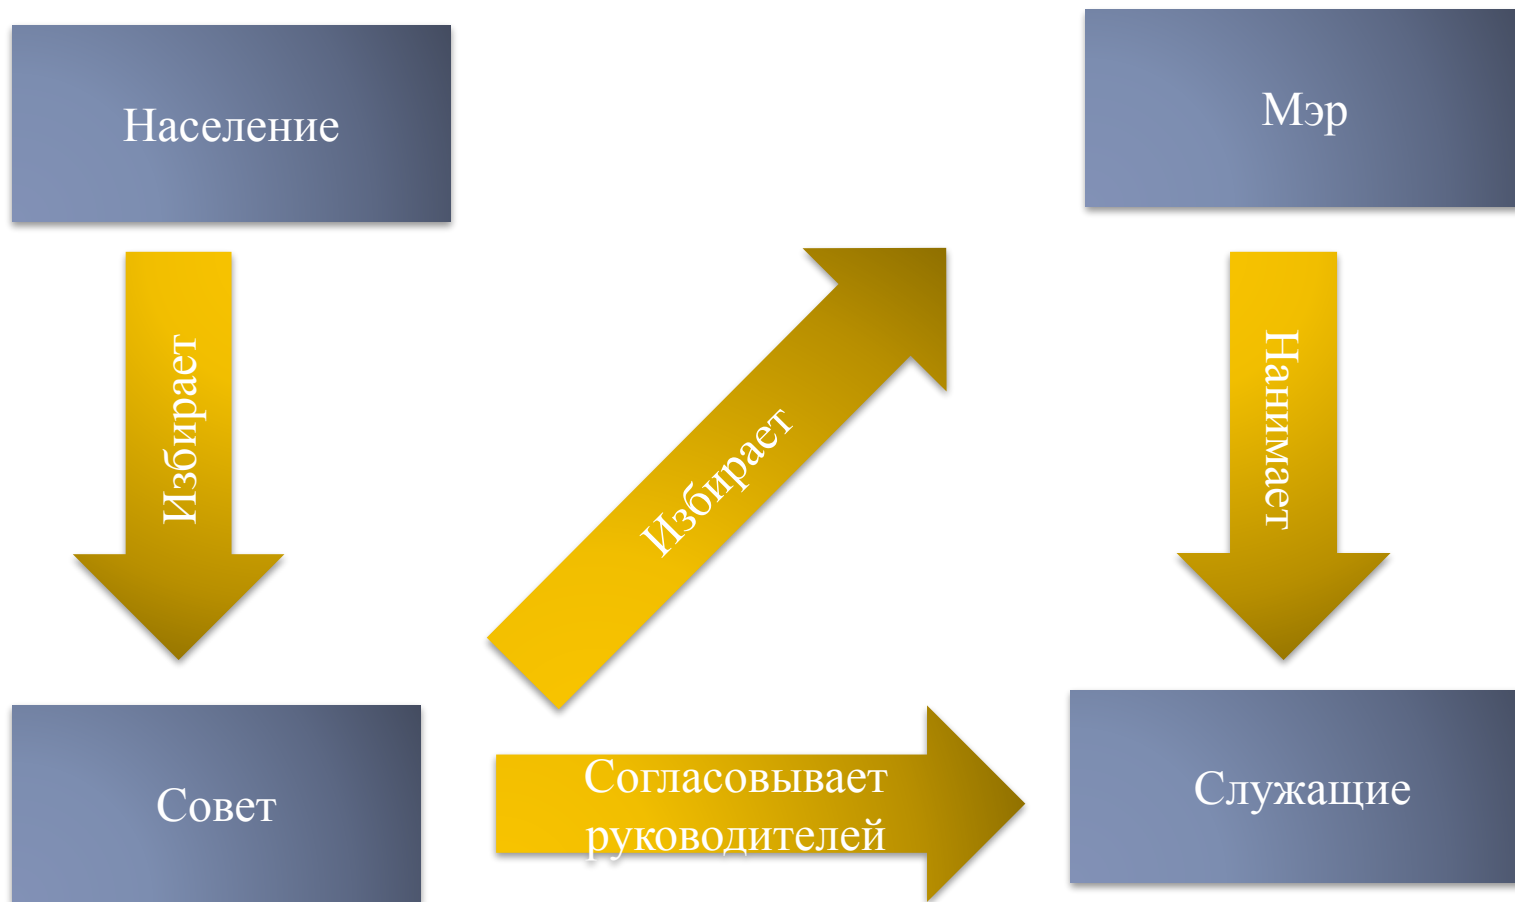 Население
Мэр
Избирает
Избирает
Нанимает
Совет
Согласовывает
руководителей
Служащие